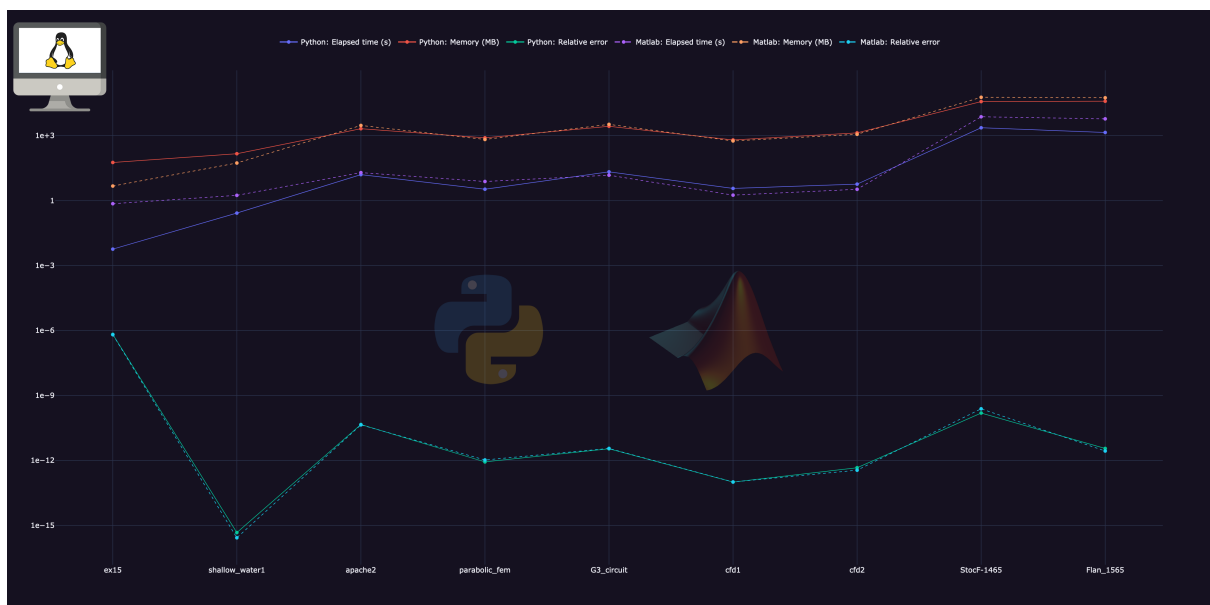 Python: Elapsed time (s) Python: Memory (MB) Python: Relative error Matlab: Elapsed time (s) Matlab: Memory (MB) Matlab: Relative error
1e+3
1
1e−3
1e−6
1e−9
1e−12
1e−15
ex15 shallow_water1 apache2 parabolic_fem G3_circuit cfd1 cfd2 StocF-1465 Flan_1565